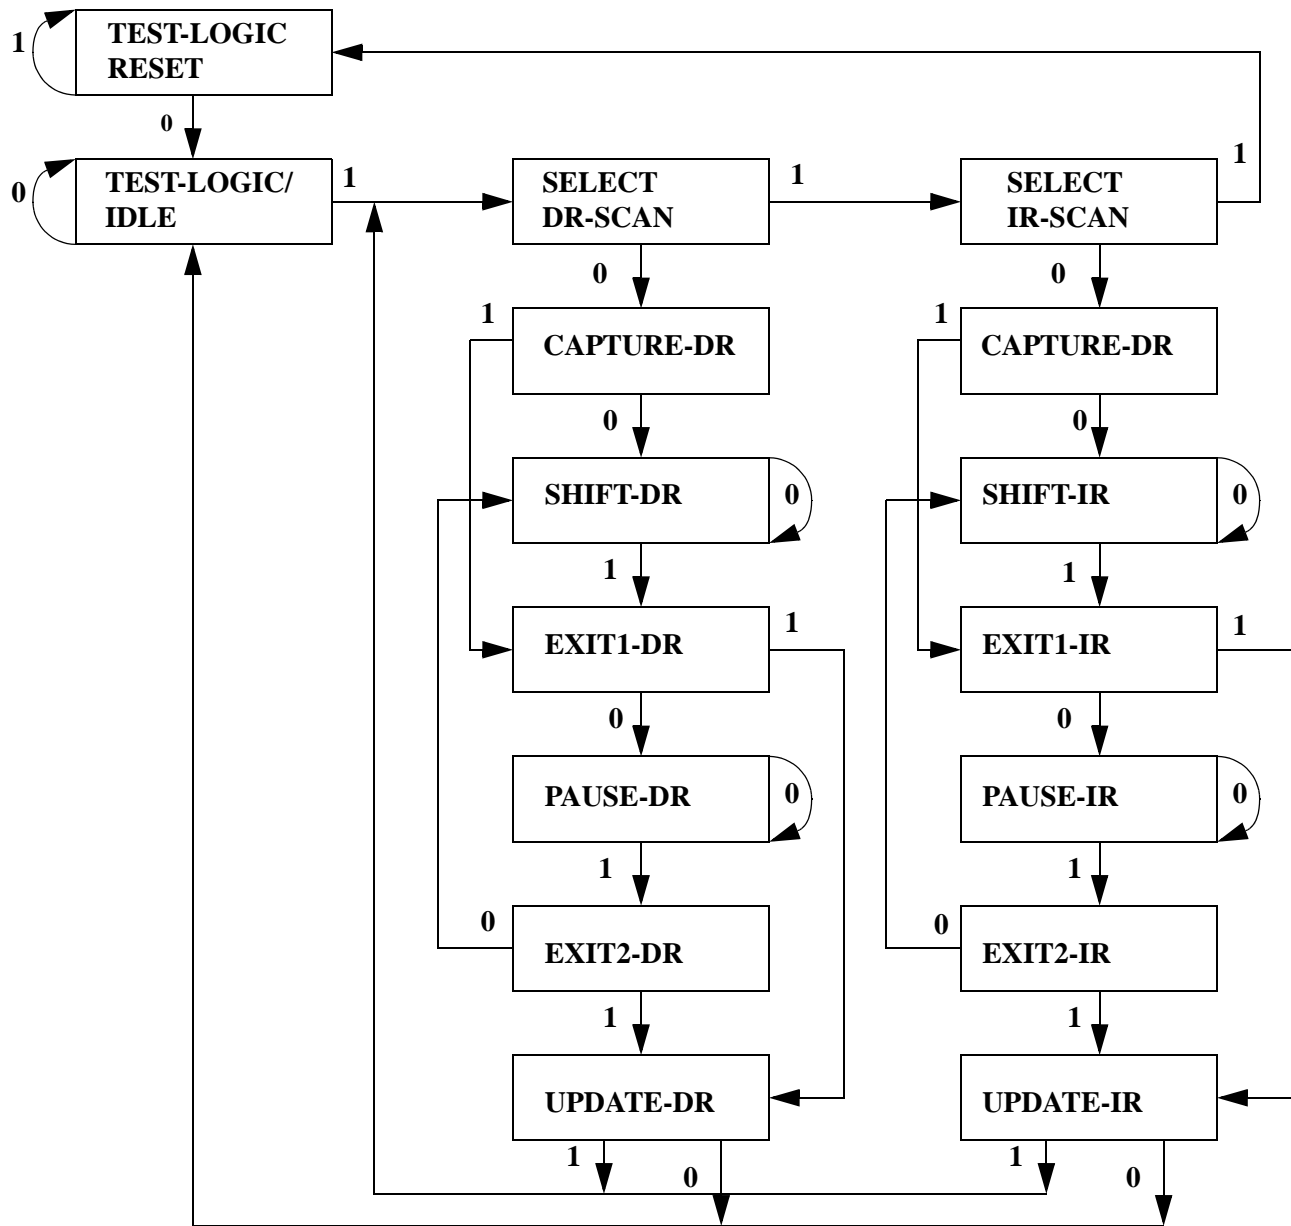 1
TEST-LOGIC
RESET
0
0
TEST-LOGIC/
IDLE
1
SELECT
DR-SCAN
1
SELECT
IR-SCAN
1
0
0
1
CAPTURE-DR
1
CAPTURE-DR
0
0
SHIFT-DR
0
SHIFT-IR
0
1
1
EXIT1-DR
1
EXIT1-IR
1
0
0
PAUSE-DR
0
PAUSE-IR
0
1
1
0
EXIT2-DR
0
EXIT2-IR
1
1
UPDATE-DR
UPDATE-IR
1
0
1
0